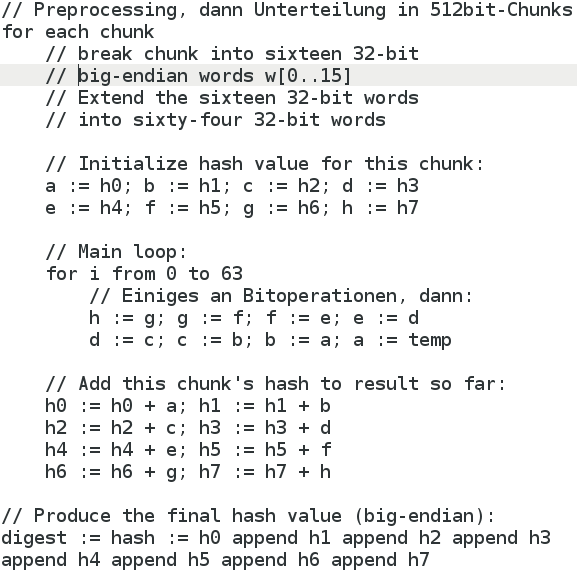 // Preprocessing, dann Unterteilung in 512bit-Chunks
for each chunk
    // break chunk into sixteen 32-bit
    // big-endian words w[0..15]
    // Extend the sixteen 32-bit words
    // into sixty-four 32-bit words

    // Initialize hash value for this chunk:
    a := h0; b := h1; c := h2; d := h3
    e := h4; f := h5; g := h6; h := h7

    // Main loop:
    for i from 0 to 63
        // Einiges an Bitoperationen, dann:
        h := g; g := f; f := e; e := d
        d := c; c := b; b := a; a := temp

    // Add this chunk's hash to result so far:
    h0 := h0 + a; h1 := h1 + b
    h2 := h2 + c; h3 := h3 + d
    h4 := h4 + e; h5 := h5 + f
    h6 := h6 + g; h7 := h7 + h

// Produce the final hash value (big-endian):
digest := hash := h0 append h1 append h2 append h3
append h4 append h5 append h6 append h7